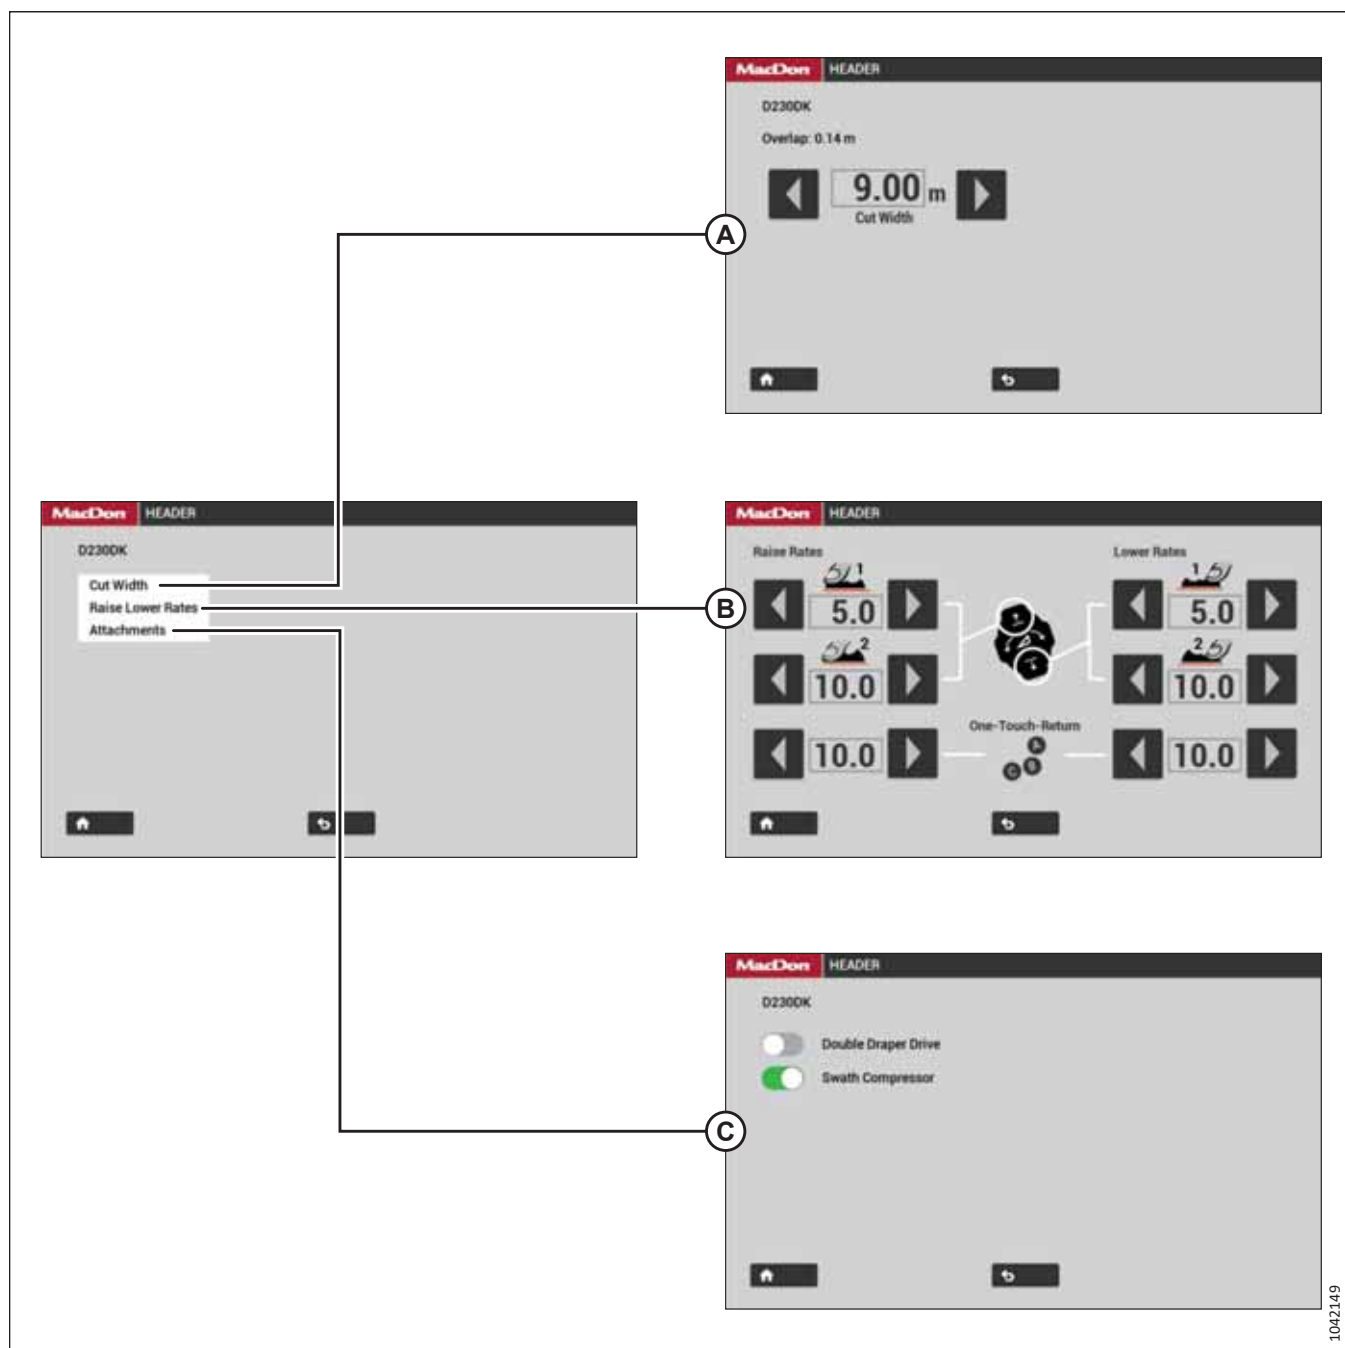 MacDon HEADER
D230DK
Overlap: 0.14 m
9.00 m
Cut Width
A
MacDon HEADER
D230DK
Cut Width
Raise Lower Rates
Attachments
MacDon HEADER
Raise Rates Lower Rates
1 1
5.0 5.0
2 2
10.0 10.0
One-Touch-Return
A
C B
10.0 10.0
B
MacDon HEADER
D230DK
Double Draper Drive
Swath Compressor
C
1042149